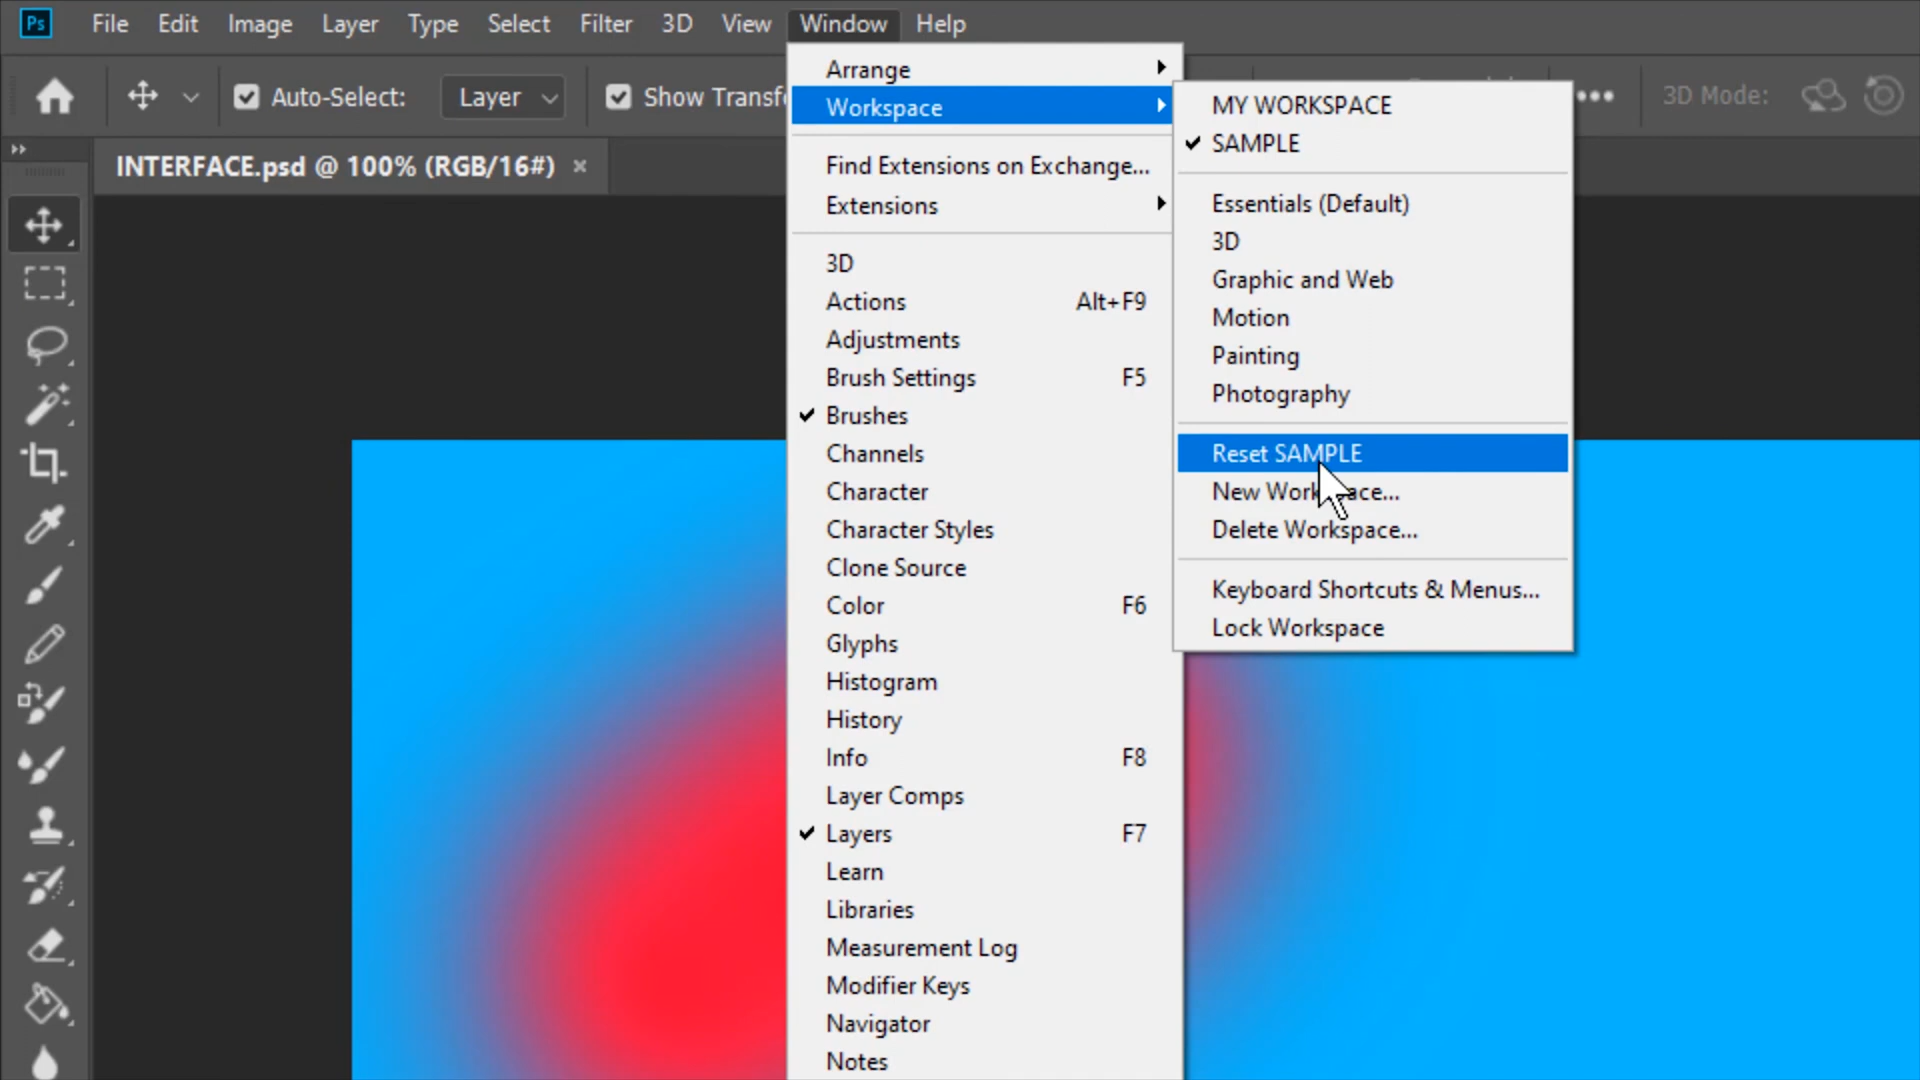 Ps File Edit Image Layer Type Select Filter 3D View Window Help
Auto-Select: Layer Show Transf
3D Mode:
INTERFACE.psd @ 100% (RGB/16#) ×
Arrange
Workspace
Find Extensions on Exchange...
Extensions
3D
Actions Alt+F9
Adjustments
Brush Settings F5
Brushes
Channels
Character
Character Styles
Clone Source
Color F6
Glyphs
Histogram
History
Info F8
Layer Comps
Layers F7
Learn
Libraries
Measurement Log
Modifier Keys
Navigator
Notes
MY WORKSPACE
SAMPLE
Essentials (Default)
3D
Graphic and Web
Motion
Painting
Photography
Reset SAMPLE
New Workspace...
Delete Workspace...
Keyboard Shortcuts & Menus...
Lock Workspace